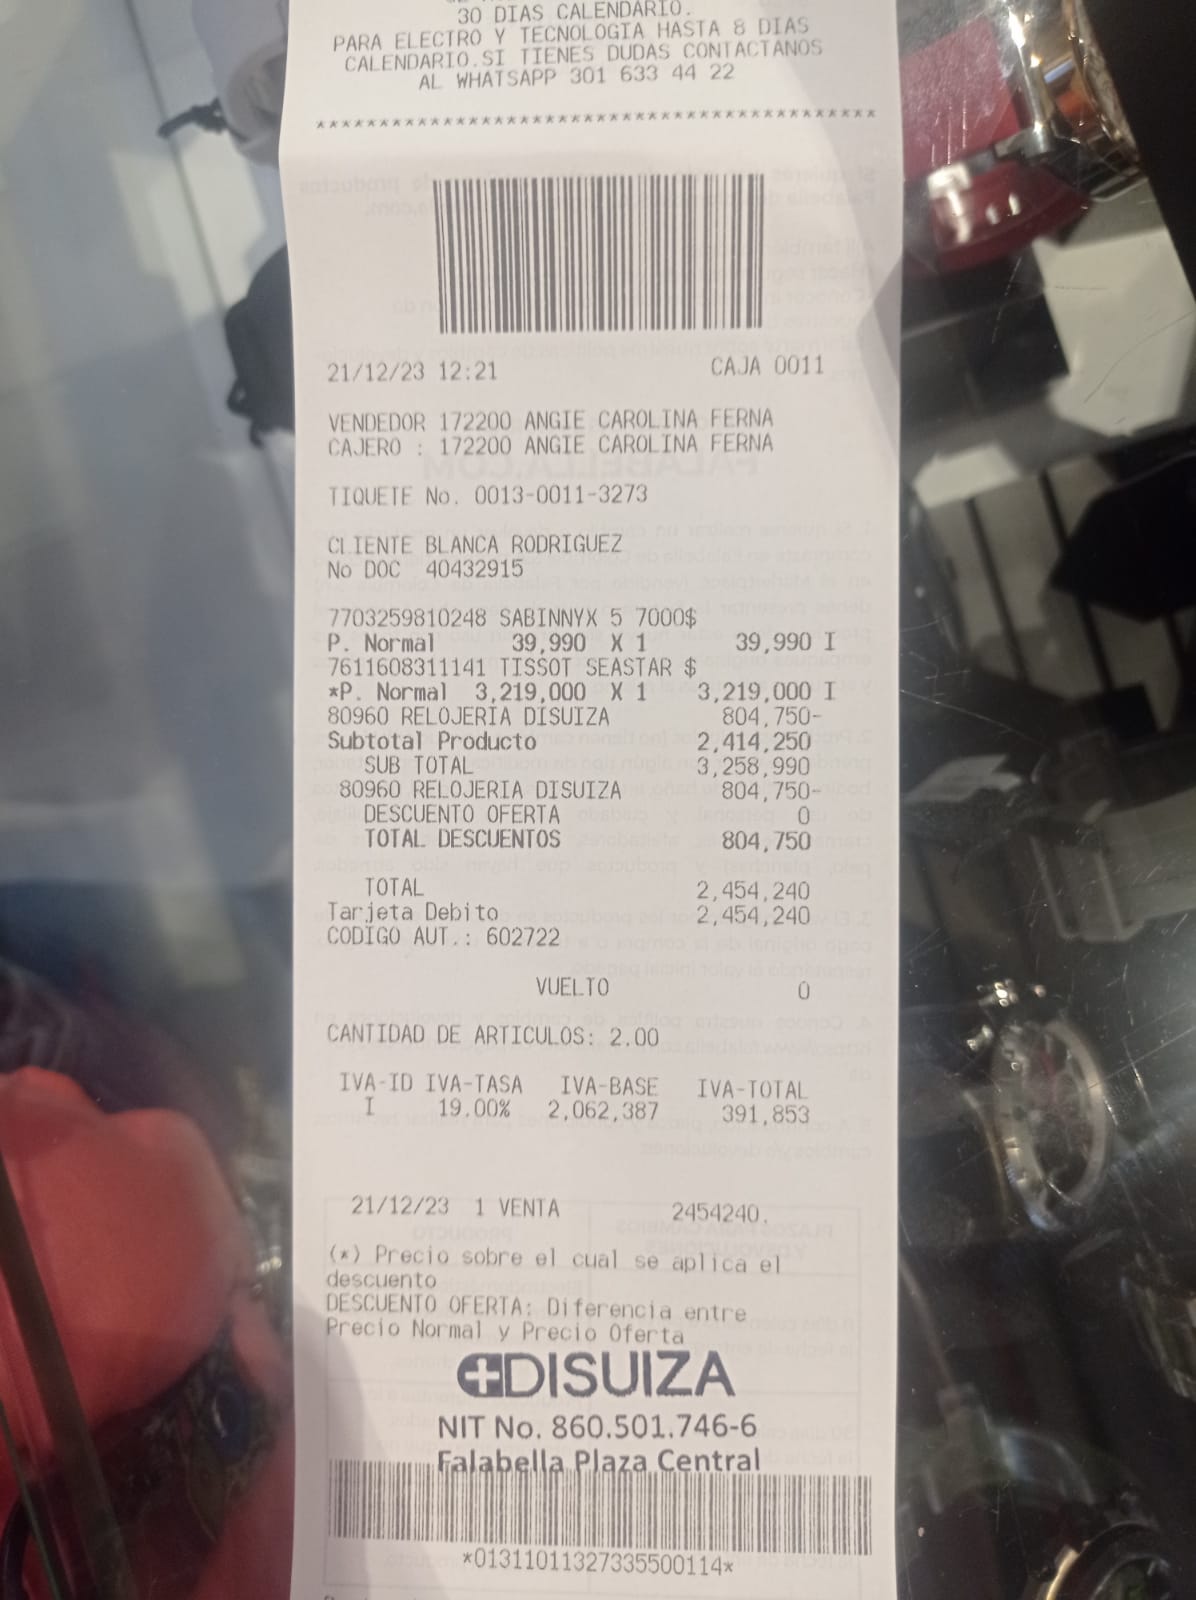 30 DIAS CALENDARIO.
PARA ELECTRO Y TECNOLOGIA HASTA 8 DIAS
CALENDARIO.SI TIENES DUDAS CONTACTANOS
AL WHATSAPP 301 633 44 22
21/12/23 12:21 CAJA 0011
VENDEDOR 172200 ANGIE CAROLINA FERNA
CAJERO : 172200 ANGIE CAROLINA FERNA
TIQUETE No. 0013-0011-3273
CLIENTE BLANCA RODRIGUEZ
No DOC 40432915
7703259810248 SABINNYX 5 7000$
P. Normal 39,990 X 1 39,990 I
7611608311141 TISSOT SEASTAR $
*P. Normal 3,219,000 X 1 3,219,000 I
80960 RELOJERIA DISUIZA 804,750-
Subtotal Producto 2,414,250
SUB TOTAL 3,258,990
80960 RELOJERIA DISUIZA 804,750-
DESCUENTO OFERTA 0
TOTAL DESCUENTOS 804,750
TOTAL 2,454,240
Tarjeta Debito 2,454,240
CODIGO AUT.: 602722
VUELTO 0
CANTIDAD DE ARTICULOS: 2.00
IVA-ID IVA-TASA IVA-BASE IVA-TOTAL
I 19.00% 2,062,387 391,853
21/12/23 1 VENTA 2454240.
(*) Precio sobre el cual se aplica el
descuento
DESCUENTO OFERTA: Diferencia entre
Precio Normal y Precio Oferta
DISUIZA
NIT No. 860.501.746-6
Falabella Plaza Central
*01311011327335500114*